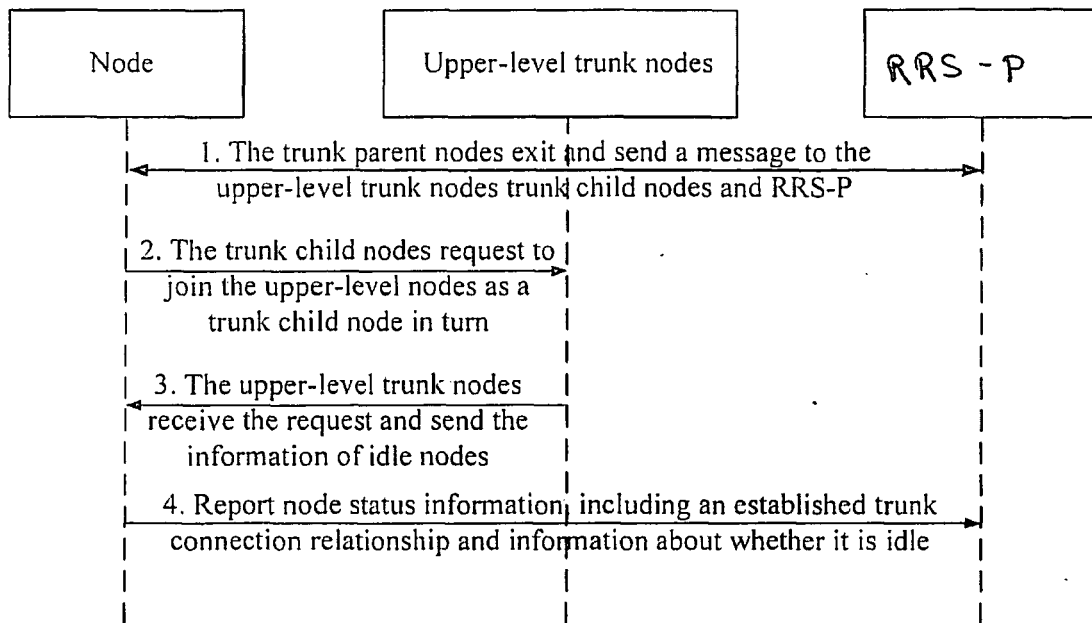 Node
Upper-level trunk nodes
RRS-P
1. The trunk parent nodes exit and send a message to the
upper-level trunk nodes trunk child nodes and RRS-P
2. The trunk child nodes request to
join the upper-level nodes as a
trunk child node in turn
3. The upper-level trunk nodes
receive the request and send the
information of idle nodes
4. Report node status information, including an established trunk
connection relationship and information about whether it is idle